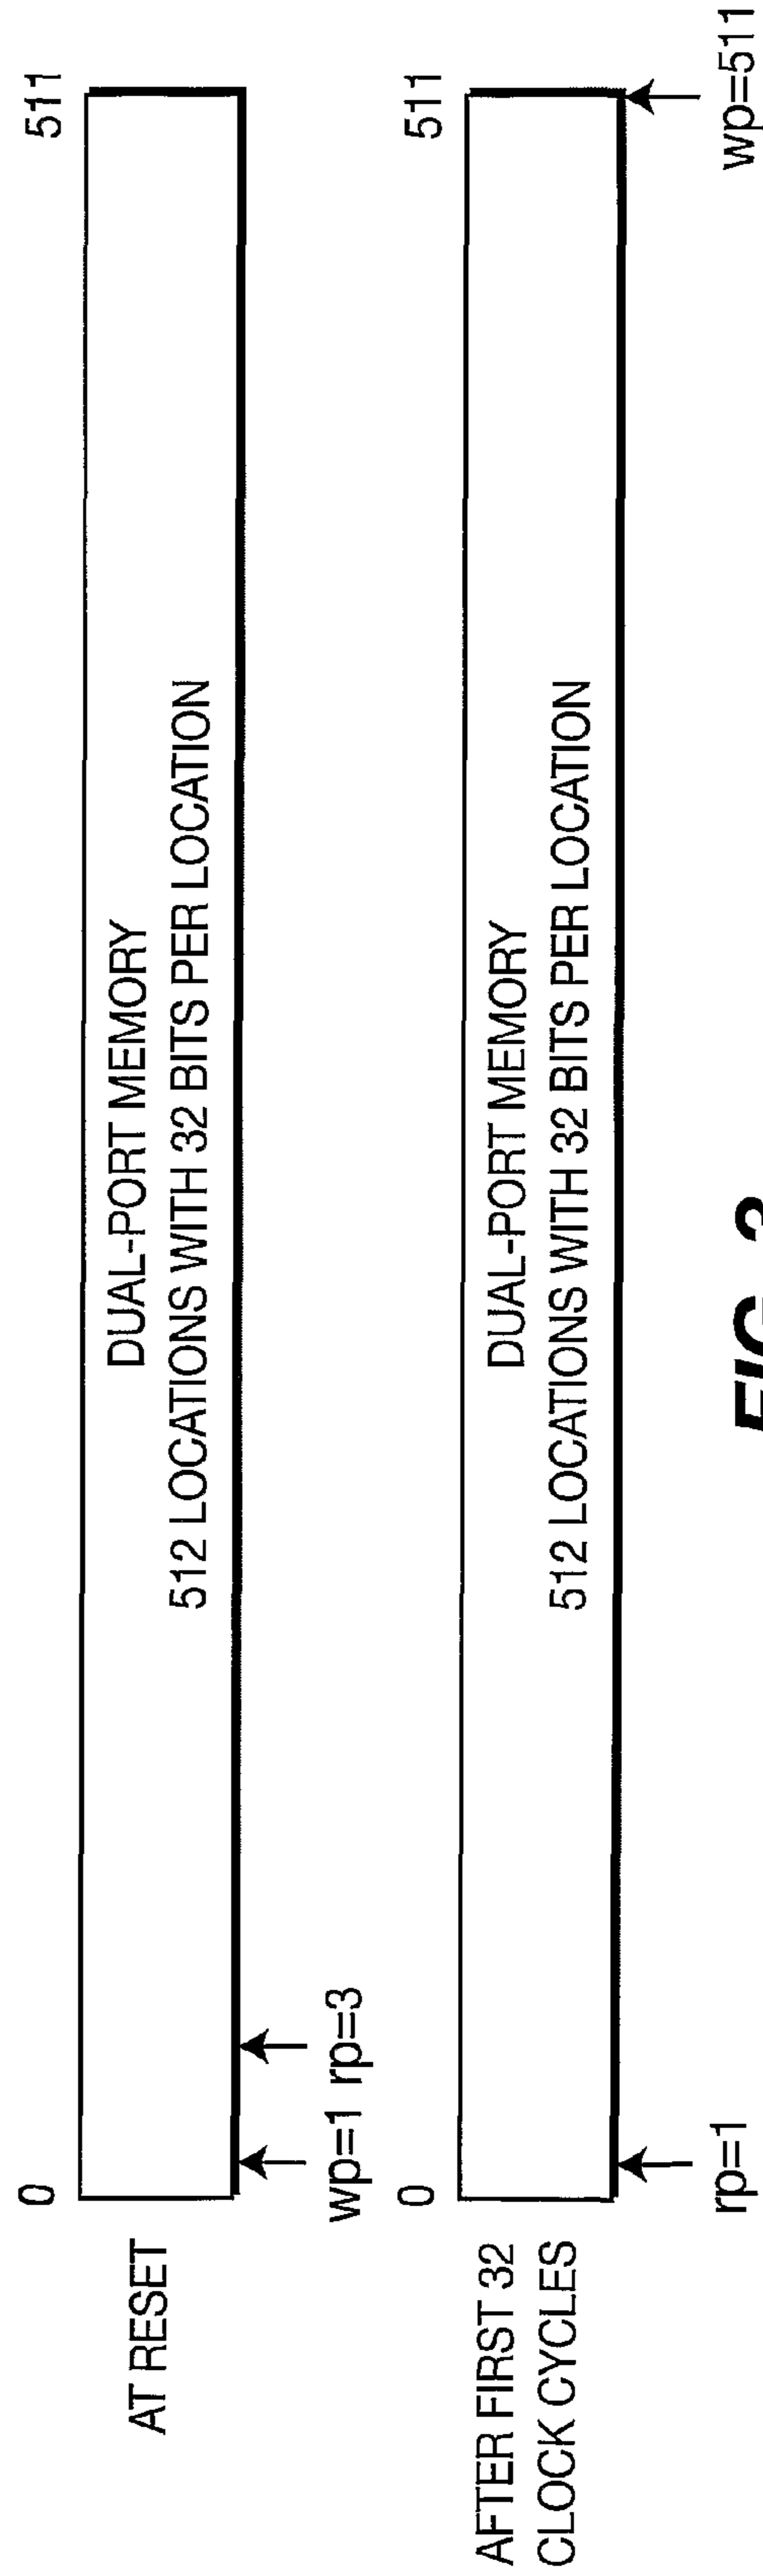 0 511
AT RESET
DUAL-PORT MEMORY
512 LOCATIONS WITH 32 BITS PER LOCATION
wp=1 rp=3
0 511
AFTER FIRST 32
CLOCK CYCLES
DUAL-PORT MEMORY
512 LOCATIONS WITH 32 BITS PER LOCATION
rp=1 wp=511
FIG